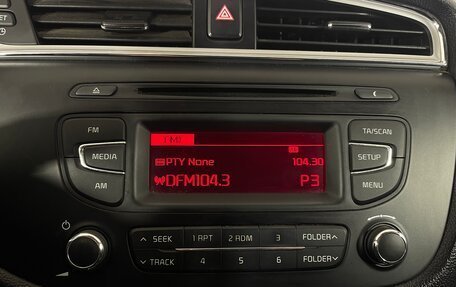 FM
TA/SCAN
FM1
PTY None
104.30
DFM104.3
P3
MEDIA
SETUP
AM
MENU
SEEK
1 RPT
2 RDM
3
FOLDER
TRACK
4
5
6
FOLDER